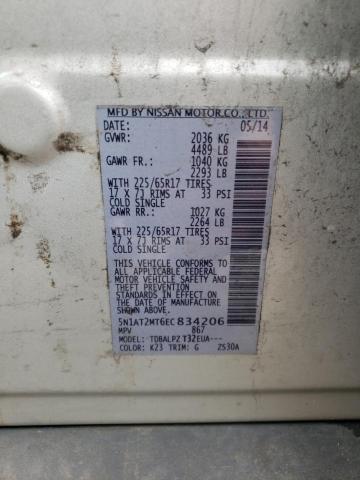 MFD BY NISSAN MOTOR CO., LTD.
DATE: 05/14
GVWR: 2036 KG
4489 LB
GAWR FR.: 1040 KG
2293 LB
WITH 225/65R17 TIRES
17 X 7J RIMS AT 33 PSI
COLD SINGLE
GAWR RR.: 1027 KG
2264 LB
WITH 225/65R17 TIRES
17 X 7J RIMS AT 33 PSI
COLD SINGLE
THIS VEHICLE CONFORMS TO
ALL APPLICABLE FEDERAL
MOTOR VEHICLE SAFETY, BUMPER
AND THEFT PREVENTION
STANDARDS IN EFFECT ON THE
DATE OF MANUFACTURE
SHOWN ABOVE.
5N1AT2MT6EC834206
MPV 867
MODEL: TDBALPZ T32EUA---
COLOR: K23 TRIM: G ZS30A